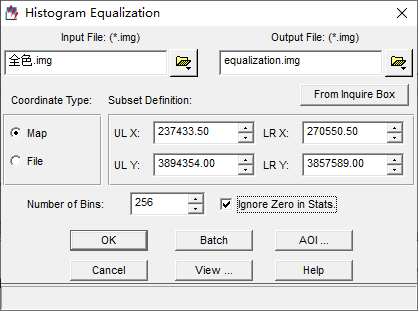 Histogram Equalization
Input File: (*.img)
Output File: (*.img)
全色.img
equalization.img
Coordinate Type:
Subset Definition:
From Inquire Box
Map
File
UL X: 237433.50
LR X: 270550.50
UL Y: 3894354.00
LR Y: 3857589.00
Number of Bins: 256
Ignore Zero in Stats.
OK
Batch
AOI ...
Cancel
View ...
Help